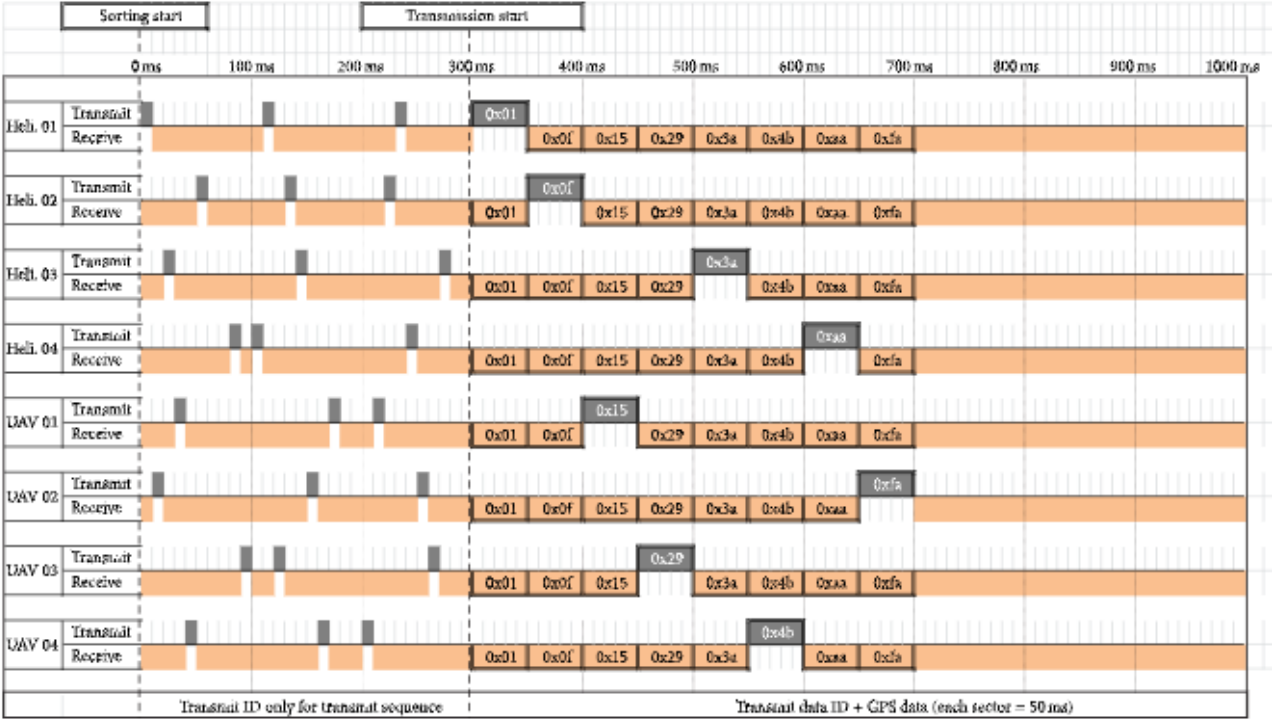 Sorting start Transmission start
0 ms 100 ms 200 ms 300 ms 400 ms 500 ms 600 ms 700 ms 800 ms 900 ms 1000 ms
Heli. 01
Transmit 0x01
Receive 0x0f 0x15 0x29 0x3a 0x4b 0xaa 0xfa
Heli. 02
Transmit 0x0f
Receive 0x01 0x15 0x29 0x3a 0x4b 0xaa 0xfa
Heli. 03
Transmit 0x3a
Receive 0x01 0x0f 0x15 0x29 0x4b 0xaa 0xfa
Heli. 04
Transmit 0xaa
Receive 0x01 0x0f 0x15 0x29 0x3a 0x4b 0xfa
UAV 01
Transmit 0x15
Receive 0x01 0x0f 0x29 0x3a 0x4b 0xaa 0xfa
UAV 02
Transmit 0xfa
Receive 0x01 0x0f 0x15 0x29 0x3a 0x4b 0xaa
UAV 03
Transmit 0x29
Receive 0x01 0x0f 0x15 0x3a 0x4b 0xaa 0xfa
UAV 04
Transmit 0x4b
Receive 0x01 0x0f 0x15 0x29 0x3a 0xaa 0xfa
Transmit ID only for transmit sequence Transmit data ID + GPS data (each sector = 50 ms)